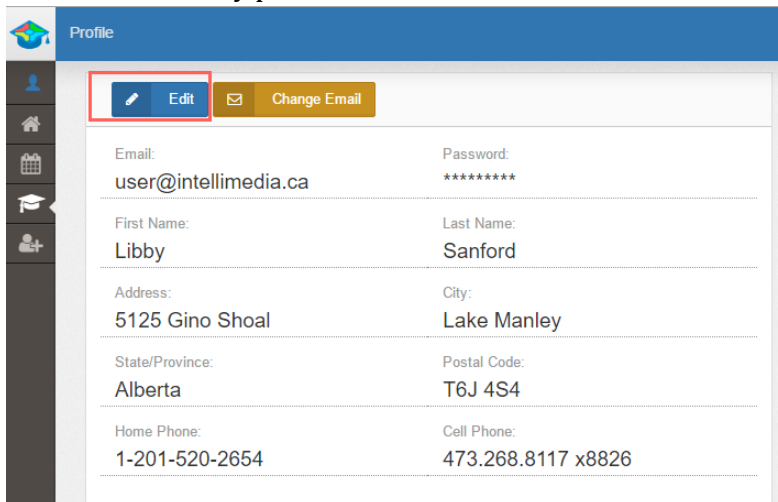 Profile
Edit Change Email
Email: Password:
user@intellimedia.ca *********
First Name: Last Name:
Libby Sanford
Address: City:
5125 Gino Shoal Lake Manley
State/Province: Postal Code:
Alberta T6J 4S4
Home Phone: Cell Phone:
1-201-520-2654 473.268.8117 x8826